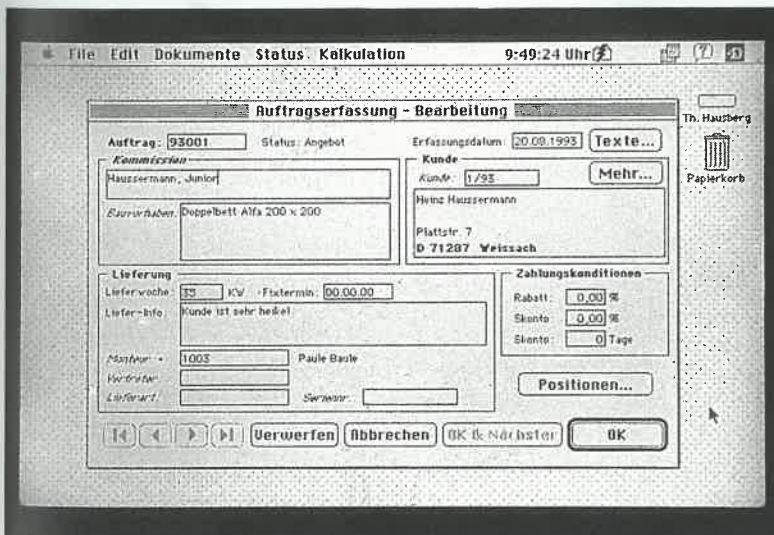 File Edit Dokumente Status Kalkulation 9:49:24 Uhr
Th. Hausberg
Papierkorb
Auftragserfassung - Bearbeitung
Auftrag: 93001 Status: Angebot Erfassungsdatum: 20.09.1993 Texte...
Kommission
Haussermann, Junior
Bauvorhaben: Doppelbett Alfa 200 x 200
Kunde
Kunde: 1/93 Mehr...
Heinz Haussermann
Plattstr. 7
D 71287 Weissach
Lieferung
Lieferwoche: 35 KW Fixtermin: 00.00.00
Liefer-Info: Kunde ist sehr heikel
Monteur: 1003 Paule Baule
Vertreter:
Lieferart: Seriennr.:
Zahlungskonditionen
Rabatt: 0,00 %
Skonto: 0,00 %
Skonto: 0 Tage
Positionen...
Verwerfen Abbrechen OK & Nächster OK